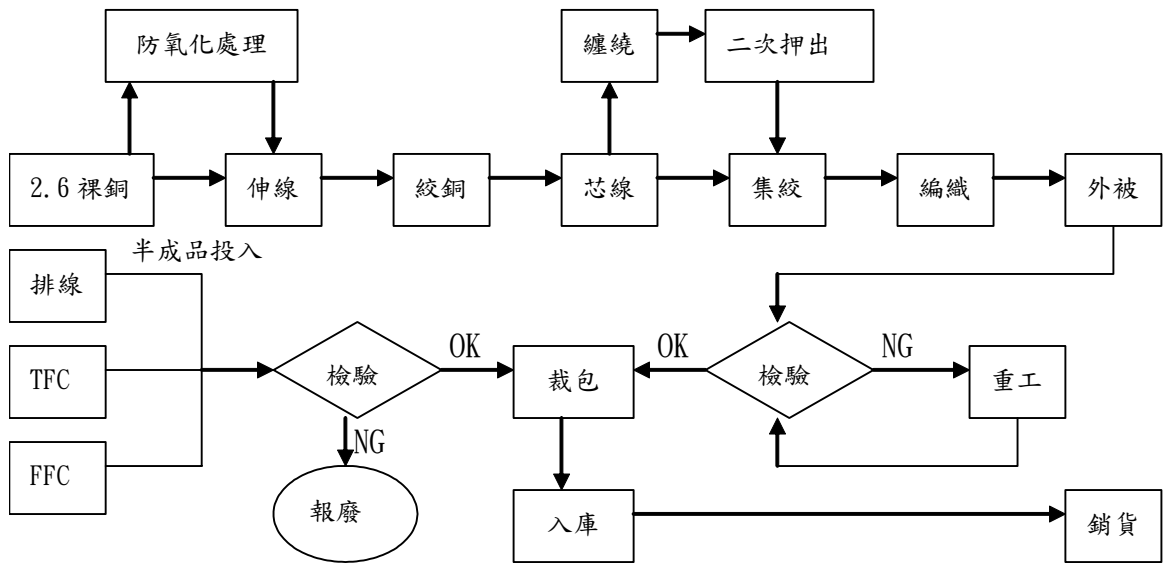 防氧化處理
纏繞
二次押出
2.6 裸銅
伸線
絞銅
芯線
集絞
編織
外被
半成品投入
排線
TFC
FFC
檢驗
OK
NG
報廢
裁包
OK
檢驗
NG
重工
入庫
銷貨